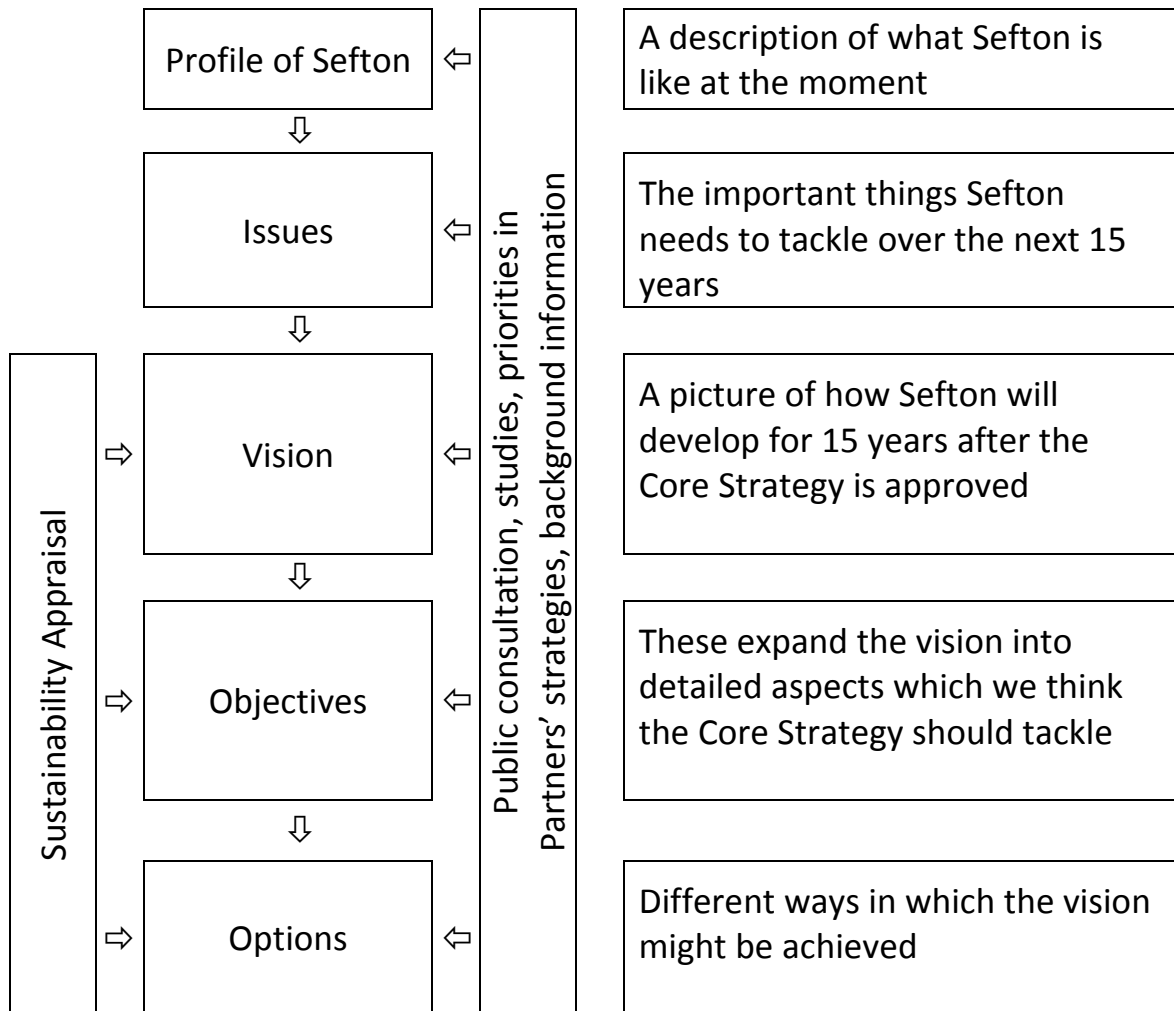 Profile of Sefton
A description of what Sefton is
like at the moment
Issues
The important things Sefton
needs to tackle over the next 15
years
Vision
A picture of how Sefton will
develop for 15 years after the
Core Strategy is approved
Objectives
These expand the vision into
detailed aspects which we think
the Core Strategy should tackle
Options
Different ways in which the vision
might be achieved
Sustainability Appraisal
Public consultation, studies, priorities in
Partners’ strategies, background information